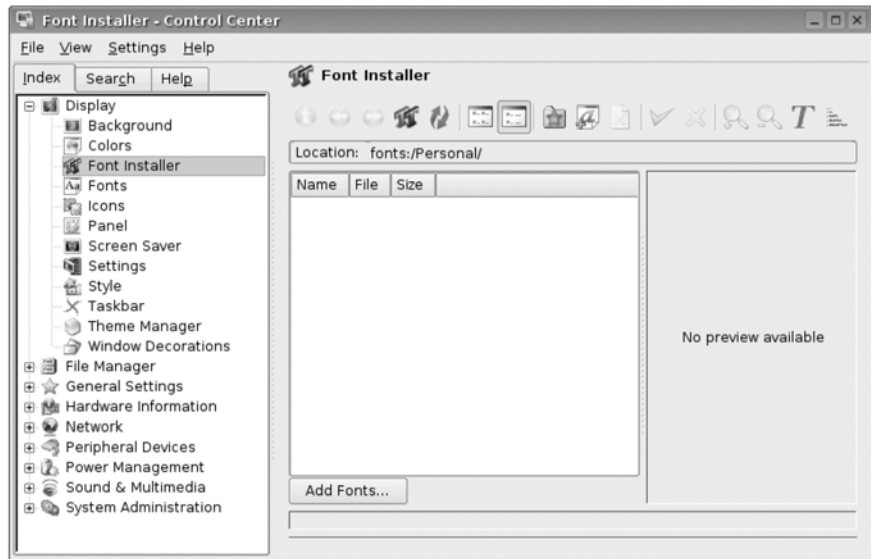 Font Installer - Control Center
File View Settings Help
Index Search Help
Display
Background
Colors
Font Installer
Fonts
Icons
Panel
Screen Saver
Settings
Style
Taskbar
Theme Manager
Window Decorations
File Manager
General Settings
Hardware Information
Network
Peripheral Devices
Power Management
Sound & Multimedia
System Administration
Font Installer
Location: fonts:/Personal/
Name File Size
No preview available
Add Fonts...